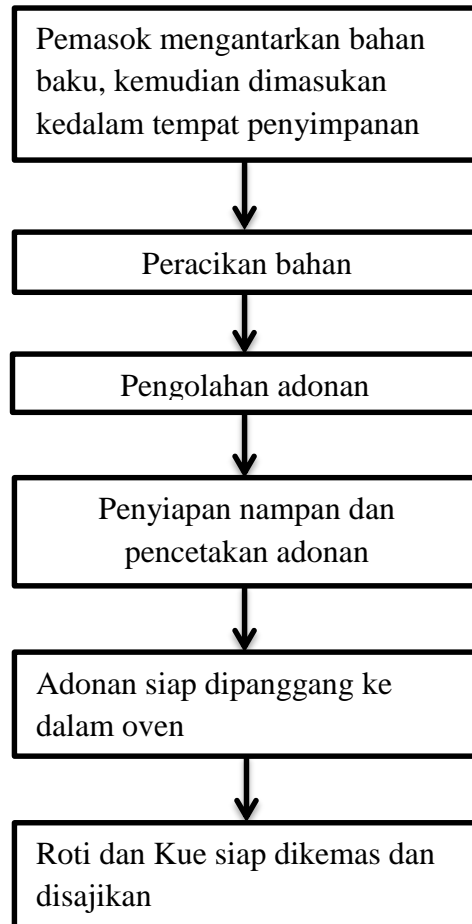 Pemasok mengantarkan bahan
baku, kemudian dimasukan
kedalam tempat penyimpanan
Peracikan bahan
Pengolahan adonan
Penyiapan nampan dan
pencetakan adonan
Adonan siap dipanggang ke
dalam oven
Roti dan Kue siap dikemas dan
disajikan